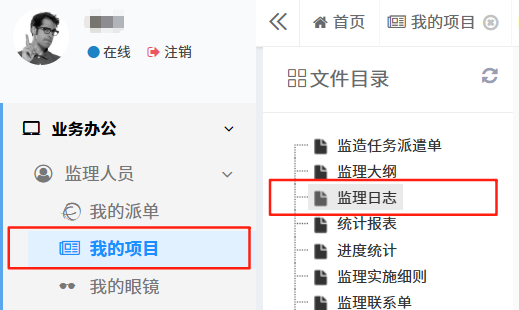 在线 注销
业务办公
监理人员
我的派单
我的项目
我的眼镜
首页 我的项目
文件目录
监造任务派遣单
监理大纲
监理日志
统计报表
进度统计
监理实施细则
监理联系单